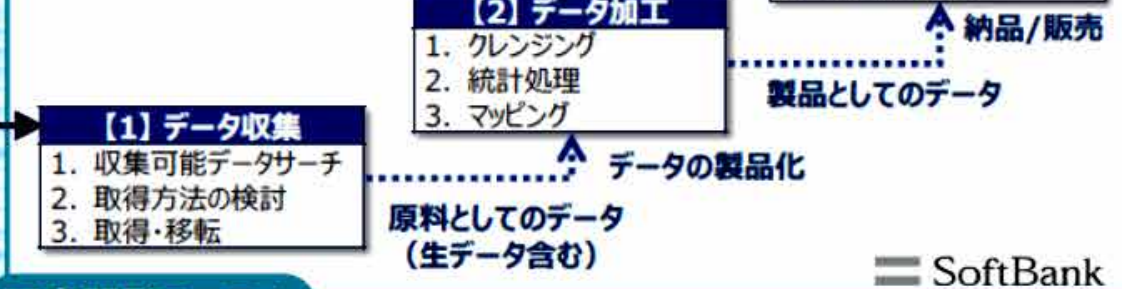 【2】データ加工
1. クレンジング
2. 統計処理
3. マッピング
納品/販売
製品としてのデータ
【1】データ収集
1. 収集可能データサーチ
2. 取得方法の検討
3. 取得・移転
データの製品化
原料としてのデータ
（生データ含む）
SoftBank